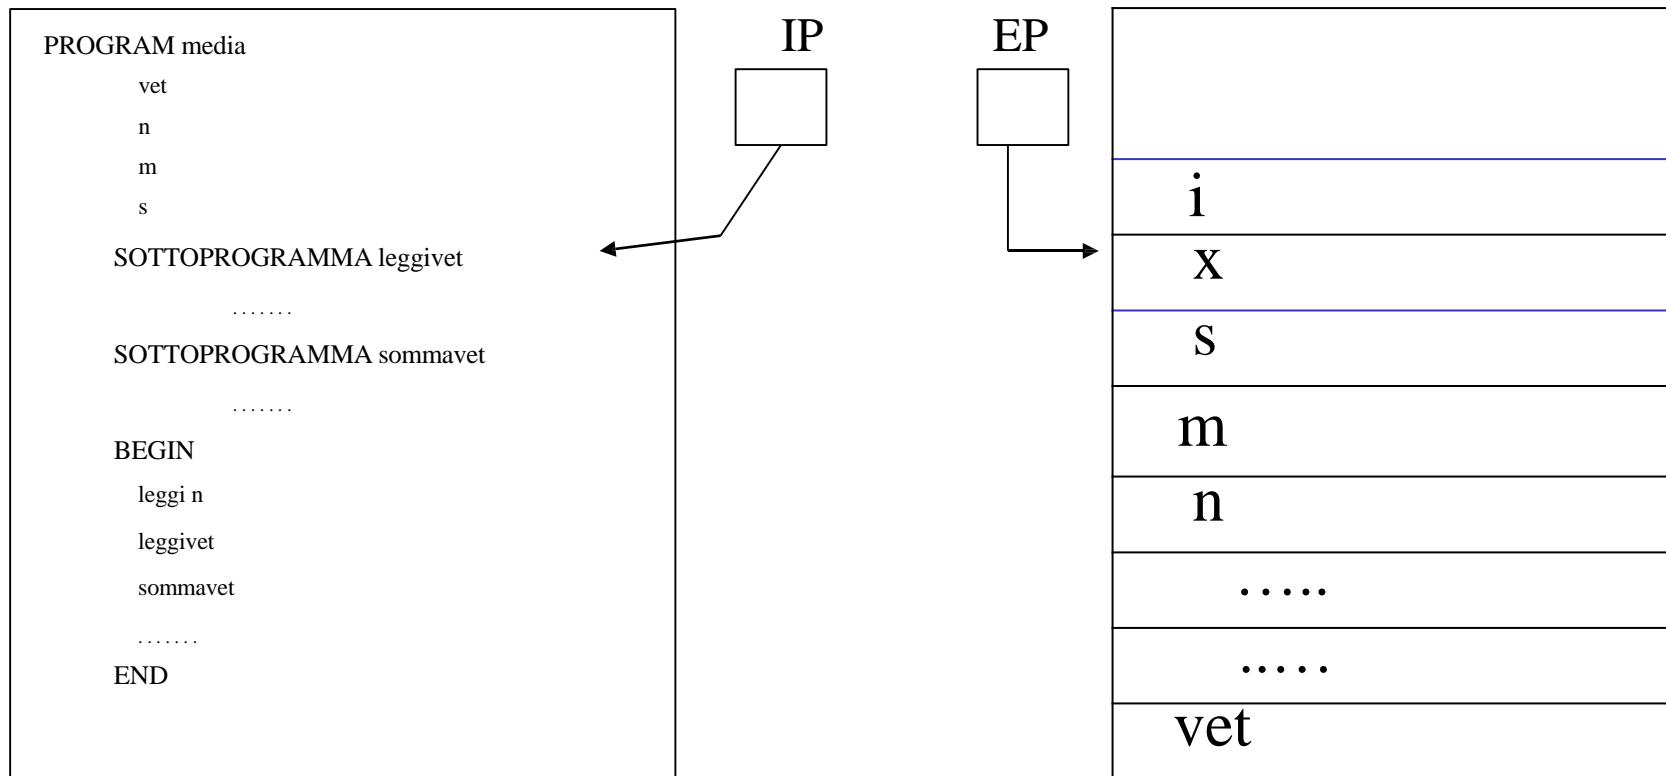 PROGRAM media
vet
n
m
s
SOTTOPROGRAMMA leggivet
.......
SOTTOPROGRAMMA sommavet
.......
BEGIN
leggi n
leggivet
sommavet
.......
END
IP
EP
i
x
s
m
n
.....
.....
vet